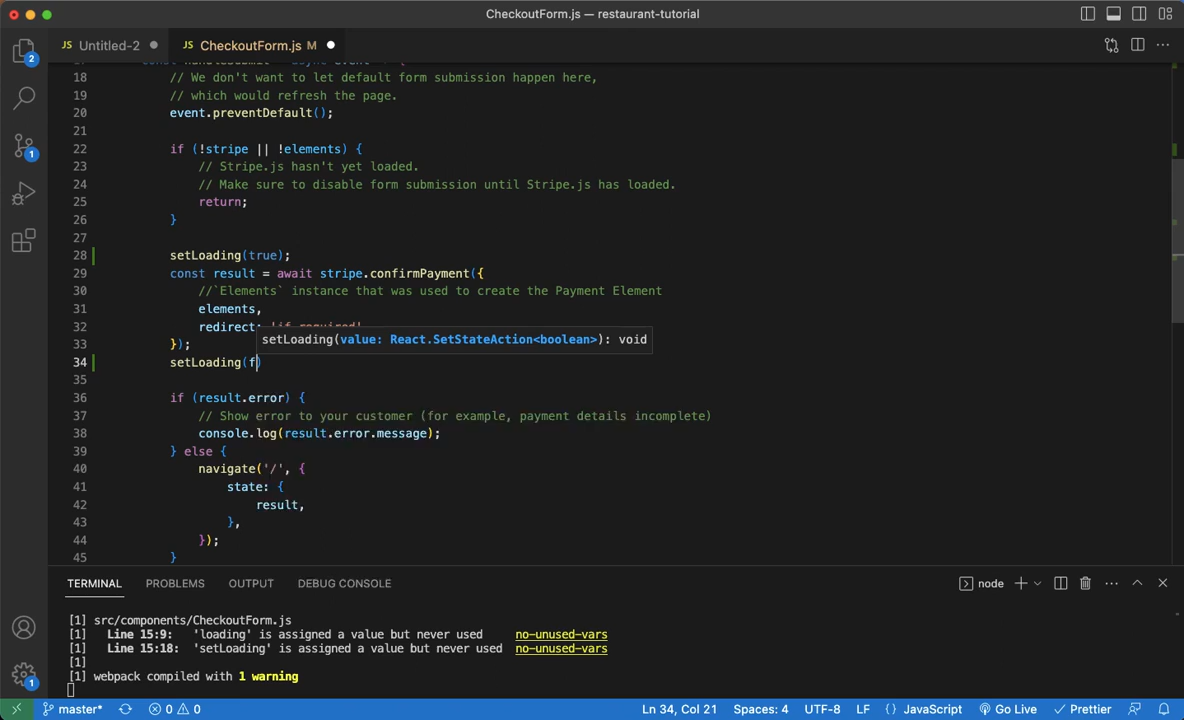 CheckoutForm.js — restaurant-tutorial
JS Untitled-2
JS CheckoutForm.js M
2
1
1
18 // We don't want to let default form submission happen here,
19 // which would refresh the page.
20 event.preventDefault();
21
22 if (!stripe || !elements) {
23 // Stripe.js hasn't yet loaded.
24 // Make sure to disable form submission until Stripe.js has loaded.
25 return;
26 }
27
28 setLoading(true);
29 const result = await stripe.confirmPayment({
30 //`Elements` instance that was used to create the Payment Element
31 elements,
32 redirect: 'if_required'
setLoading(value: React.SetStateAction<boolean>): void
33 });
34 setLoading(f)
35
36 if (result.error) {
37 // Show error to your customer (for example, payment details incomplete)
38 console.log(result.error.message);
39 } else {
40 navigate('/', {
41 state: {
42 result,
43 },
44 });
45 }
TERMINAL PROBLEMS OUTPUT DEBUG CONSOLE
node
[1] src/components/CheckoutForm.js
[1] Line 15:9: 'loading' is assigned a value but never used no-unused-vars
[1] Line 15:18: 'setLoading' is assigned a value but never used no-unused-vars
[1]
[1] webpack compiled with 1 warning
1
master* 0 0 Ln 34, Col 21 Spaces: 4 UTF-8 LF {} JavaScript Go Live Prettier